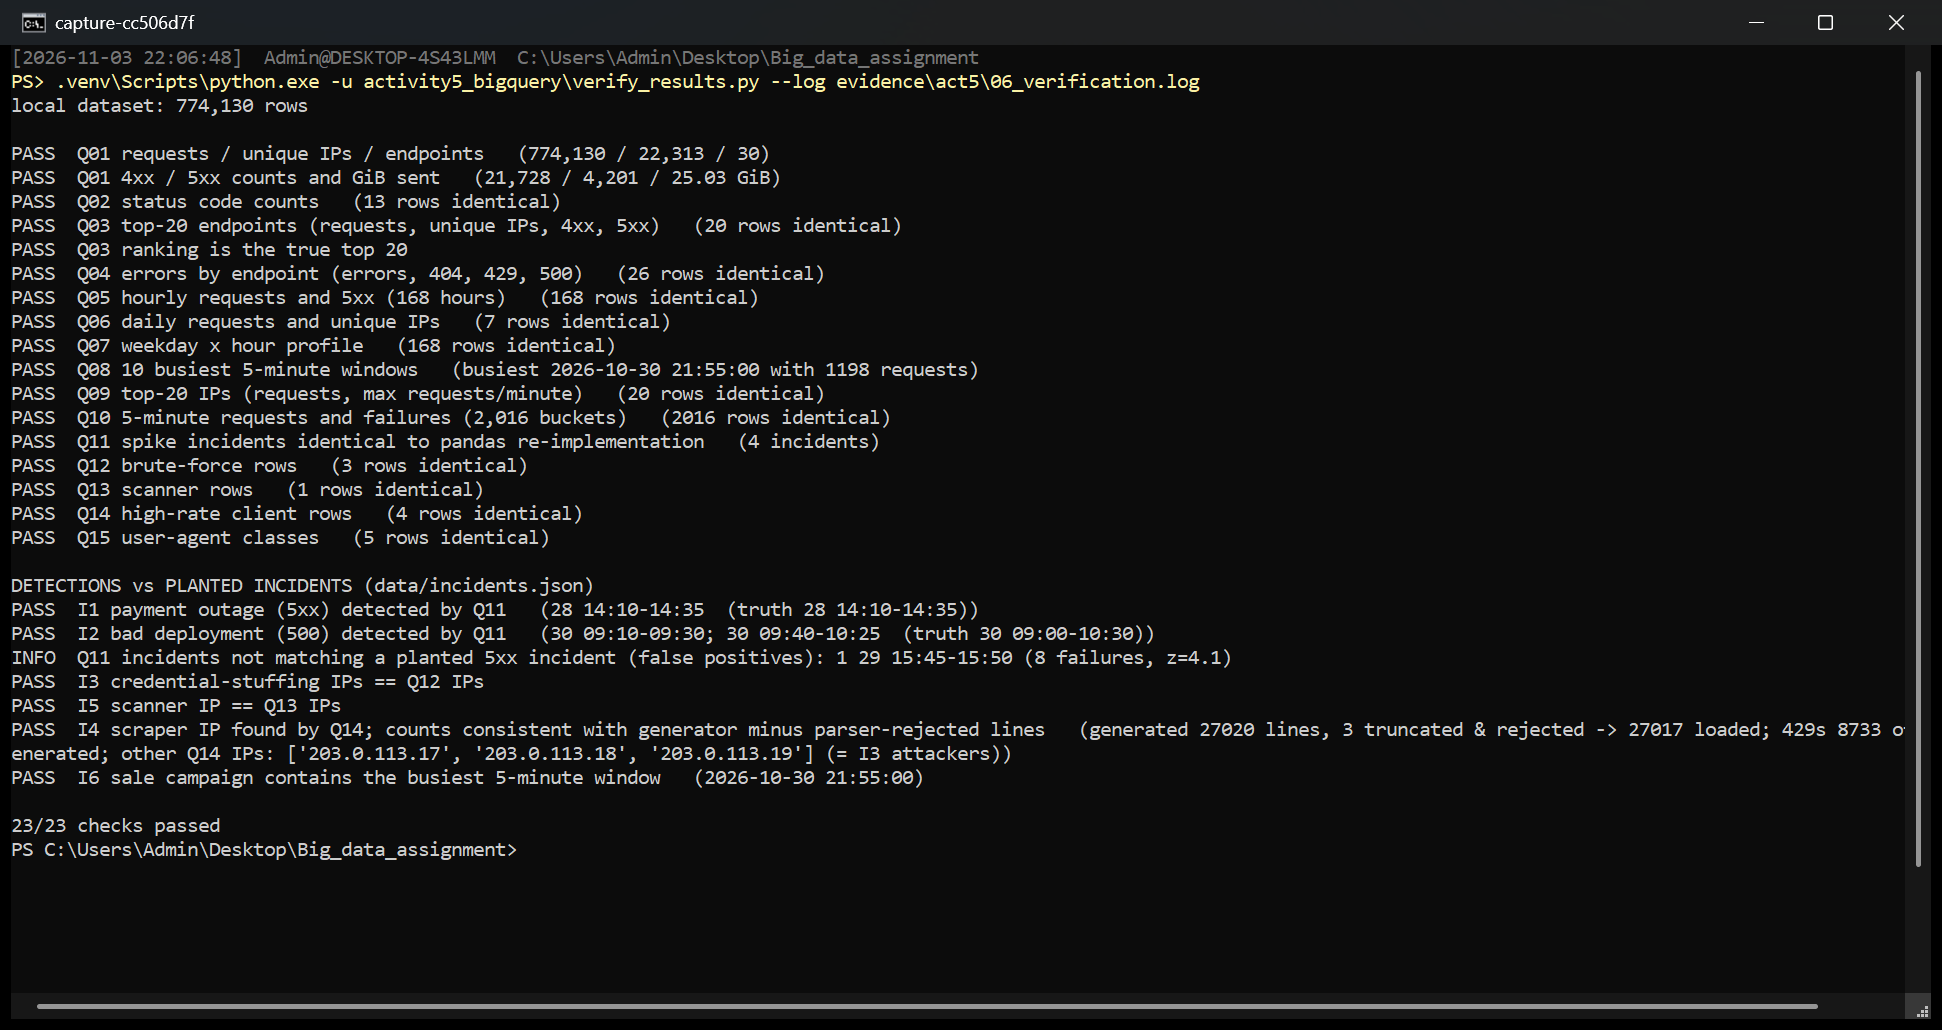 capture-cc506d7f
[2026-11-03 22:06:48]  Admin@DESKTOP-4S43LMM  C:\Users\Admin\Desktop\Big_data_assignment
PS> .venv\Scripts\python.exe -u activity5_bigquery\verify_results.py --log evidence\act5\06_verification.log
local dataset: 774,130 rows
PASS  Q01 requests / unique IPs / endpoints   (774,130 / 22,313 / 30)
PASS  Q01 4xx / 5xx counts and GiB sent   (21,728 / 4,201 / 25.03 GiB)
PASS  Q02 status code counts   (13 rows identical)
PASS  Q03 top-20 endpoints (requests, unique IPs, 4xx, 5xx)   (20 rows identical)
PASS  Q03 ranking is the true top 20
PASS  Q04 errors by endpoint (errors, 404, 429, 500)   (26 rows identical)
PASS  Q05 hourly requests and 5xx (168 hours)   (168 rows identical)
PASS  Q06 daily requests and unique IPs   (7 rows identical)
PASS  Q07 weekday x hour profile   (168 rows identical)
PASS  Q08 10 busiest 5-minute windows   (busiest 2026-10-30 21:55:00 with 1198 requests)
PASS  Q09 top-20 IPs (requests, max requests/minute)   (20 rows identical)
PASS  Q10 5-minute requests and failures (2,016 buckets)   (2016 rows identical)
PASS  Q11 spike incidents identical to pandas re-implementation   (4 incidents)
PASS  Q12 brute-force rows   (3 rows identical)
PASS  Q13 scanner rows   (1 rows identical)
PASS  Q14 high-rate client rows   (4 rows identical)
PASS  Q15 user-agent classes   (5 rows identical)
DETECTIONS vs PLANTED INCIDENTS (data/incidents.json)
PASS  I1 payment outage (5xx) detected by Q11   (28 14:10-14:35  (truth 28 14:10-14:35))
PASS  I2 bad deployment (500) detected by Q11   (30 09:10-09:30; 30 09:40-10:25  (truth 30 09:00-10:30))
INFO  Q11 incidents not matching a planted 5xx incident (false positives): 1 29 15:45-15:50 (8 failures, z=4.1)
PASS  I3 credential-stuffing IPs == Q12 IPs
PASS  I5 scanner IP == Q13 IPs
PASS  I4 scraper IP found by Q14; counts consistent with generator minus parser-rejected lines   (generated 27020 lines, 3 truncated & rejected -> 27017 loaded; 429s 8733 o
enerated; other Q14 IPs: ['203.0.113.17', '203.0.113.18', '203.0.113.19'] (= I3 attackers))
PASS  I6 sale campaign contains the busiest 5-minute window   (2026-10-30 21:55:00)
23/23 checks passed
PS C:\Users\Admin\Desktop\Big_data_assignment>